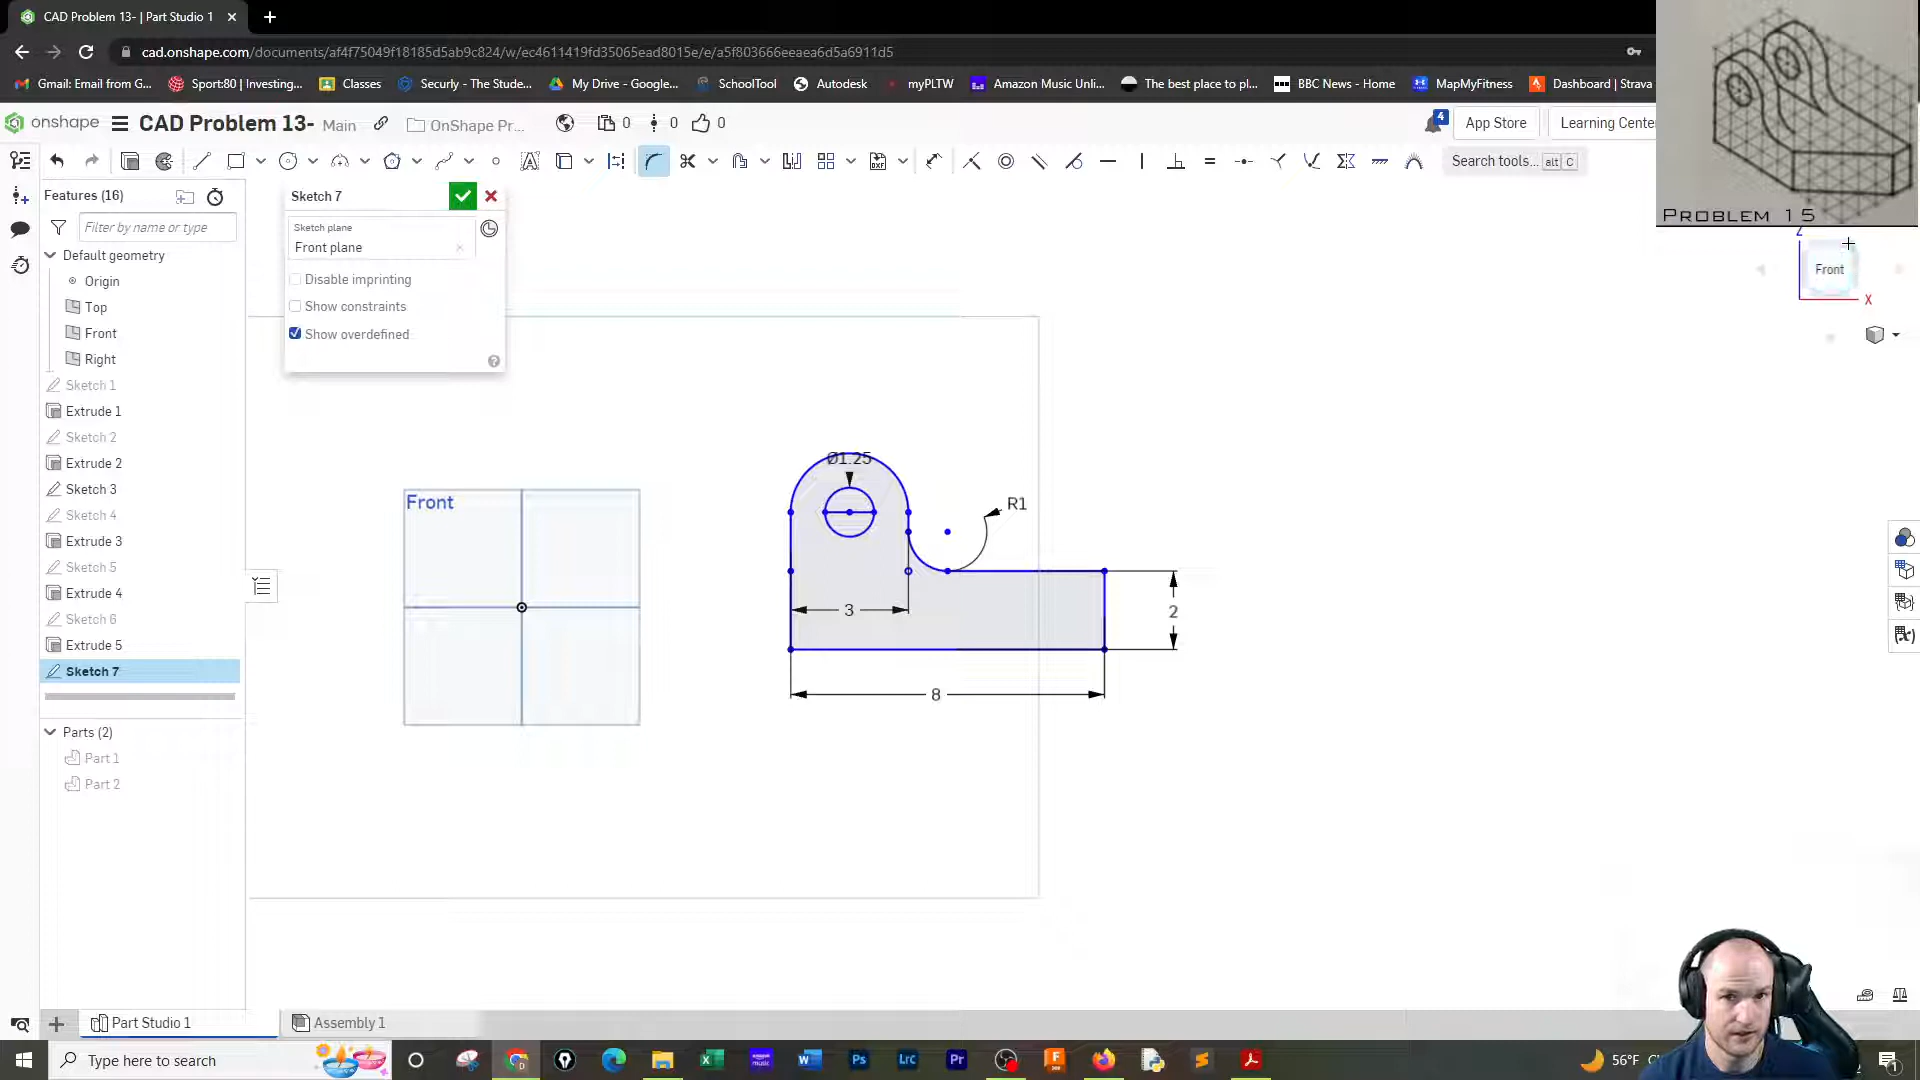 CAD Problem 13- | Part Studio 1
cad.onshape.com/documents/af4f75049f18185d5ab9c824/w/ec4611419fd35065ead8015e/e/a5f803666eeaea6d5a6911d5
Gmail: Email from G...
Sport:80 | Investing...
Classes
Securly - The Stude...
My Drive - Google...
SchoolTool
Autodesk
myPLTW
Amazon Music Unli...
The best place to pl...
BBC News - Home
MapMyFitness
Dashboard | Strava
onshape
CAD Problem 13-
Main
OnShape Pr...
0
0
0
4
App Store
Learning Cente
Search tools...
alt
C
PROBLEM 15
Features (16)
Filter by name or type
Default geometry
Origin
Top
Front
Right
Sketch 1
Extrude 1
Sketch 2
Extrude 2
Sketch 3
Sketch 4
Extrude 3
Sketch 5
Extrude 4
Sketch 6
Extrude 5
Sketch 7
Parts (2)
Part 1
Part 2
Sketch 7
Sketch plane
Front plane
Disable imprinting
Show constraints
Show overdefined
Front
Ø1.25
R1
3
2
8
Z
Front
X
Part Studio 1
Assembly 1
Type here to search
56°F
1